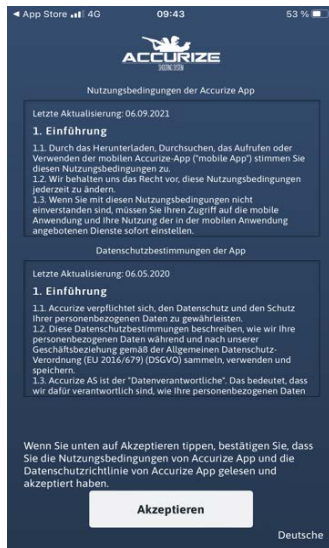 App Store 4G 09:43 53 %
ACCURIZE
SHOOTING SYSTEM
Nutzungsbedingungen der Accurize App
Letzte Aktualisierung: 06.09.2021
1. Einführung
1.1. Durch das Herunterladen, Durchsuchen, das Aufrufen oder
Verwenden der mobilen Accurize-App ("mobile App") stimmen Sie
diesen Nutzungsbedingungen zu.
1.2. Wir behalten uns das Recht vor, diese Nutzungsbedingungen
jederzeit zu ändern.
1.3. Wenn Sie mit diesen Nutzungsbedingungen nicht
einverstanden sind, müssen Sie Ihren Zugriff auf die mobile
Anwendung und Ihre Nutzung der in der mobilen Anwendung
angebotenen Dienste sofort einstellen.
Datenschutzbestimmungen der App
Letzte Aktualisierung: 06.05.2020
1. Einführung
1.1. Accurize verpflichtet sich, den Datenschutz und den Schutz
Ihrer personenbezogenen Daten zu gewährleisten.
1.2. Diese Datenschutzbestimmungen beschreiben, wie wir Ihre
personenbezogenen Daten während und nach unserer
Geschäftsbeziehung gemäß der Allgemeinen Datenschutz-
Verordnung (EU 2016/679) (DSGVO) sammeln, verwenden und
speichern.
1.3. Accurize AS ist der "Datenverantwortliche". Das bedeutet, dass
wir dafür verantwortlich sind, wie Ihre personenbezogenen Daten
Wenn Sie unten auf Akzeptieren tippen, bestätigen Sie, dass
Sie die Nutzungsbedingungen von Accurize App und die
Datenschutzrichtlinie von Accurize App gelesen und
akzeptiert haben.
Akzeptieren
Deutsche